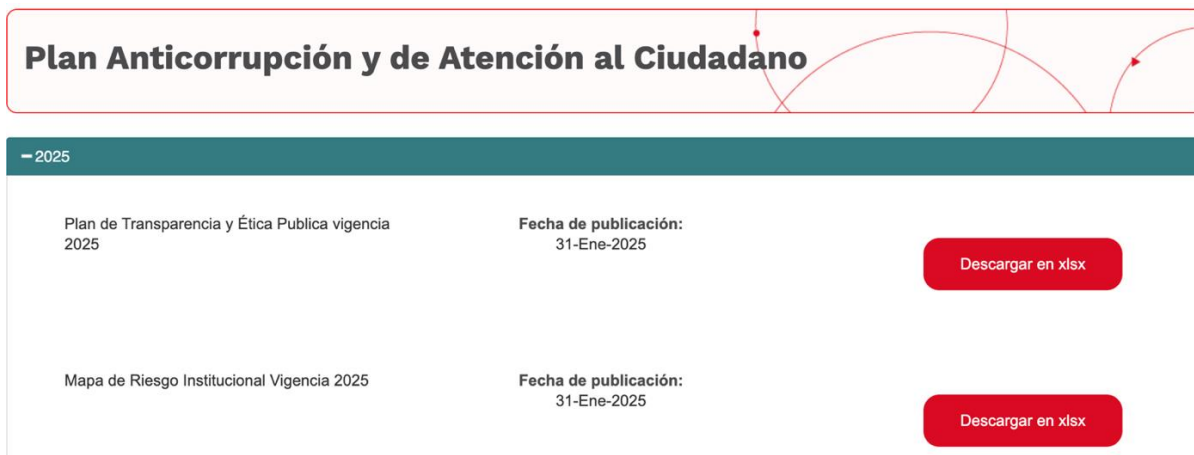 Plan Anticorrupción y de Atención al Ciudadano
2025
Plan de Transparencia y Ética Publica vigencia
2025
Fecha de publicación:
31-Ene-2025
Descargar en xlsx
Mapa de Riesgo Institucional Vigencia 2025
Fecha de publicación:
31-Ene-2025
Descargar en xlsx